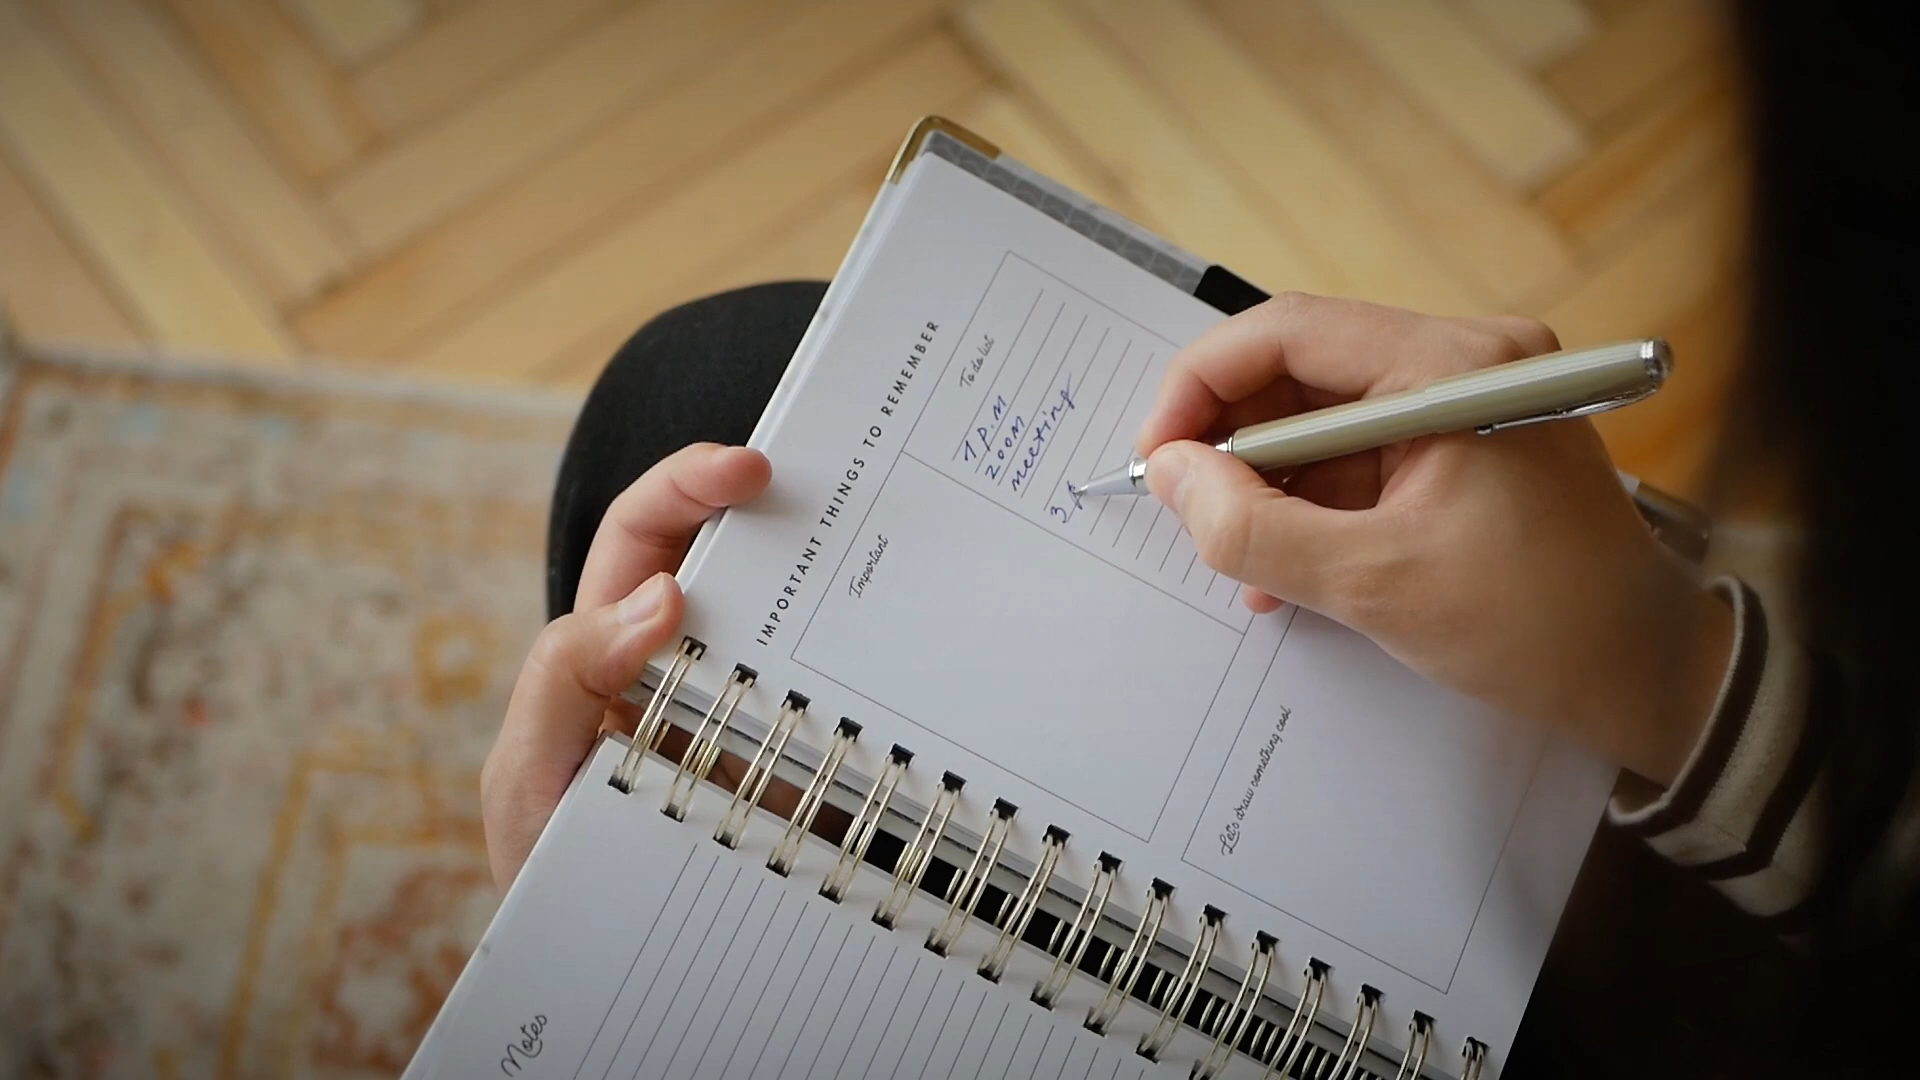 IMPORTANT THINGS TO REMEMBER
To do list
1 P.M
ZOOM
meeting
3 p
Important
Let's draw something cool
Notes